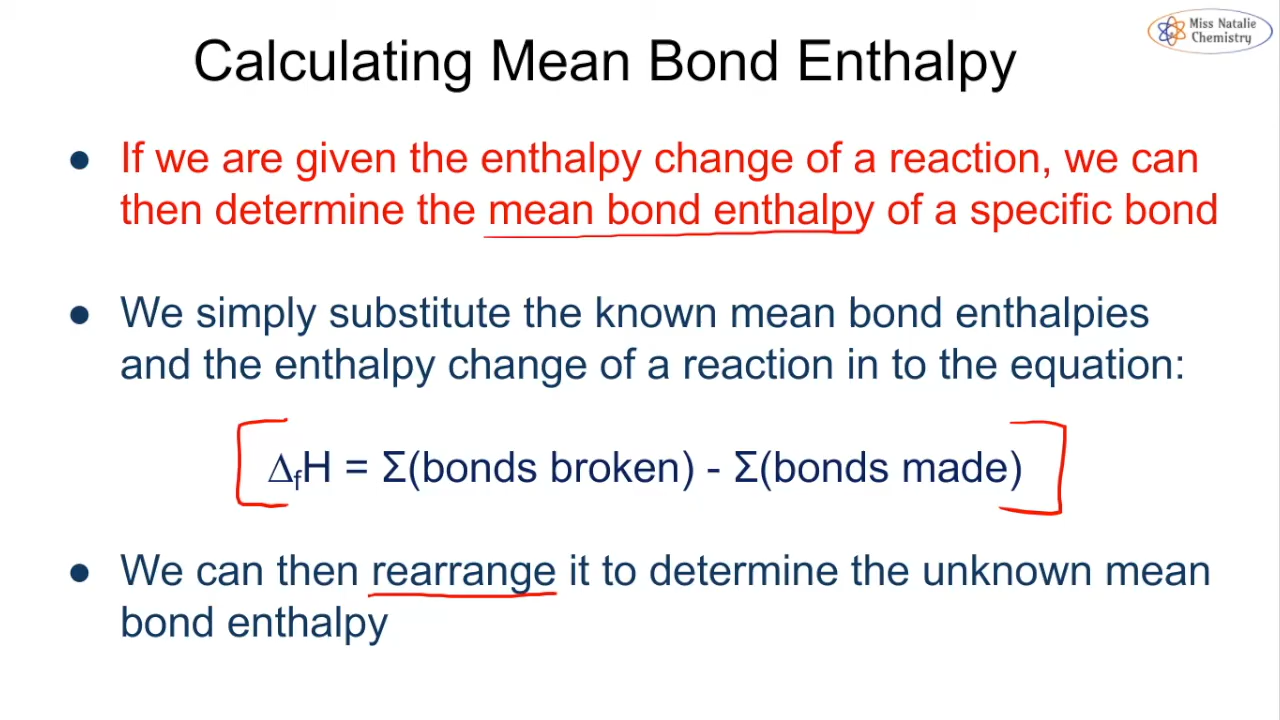 Miss Natalie
Chemistry
Calculating Mean Bond Enthalpy
● If we are given the enthalpy change of a reaction, we can
then determine the mean bond enthalpy of a specific bond
● We simply substitute the known mean bond enthalpies
and the enthalpy change of a reaction in to the equation:
ΔfH = Σ(bonds broken) - Σ(bonds made)
● We can then rearrange it to determine the unknown mean
bond enthalpy